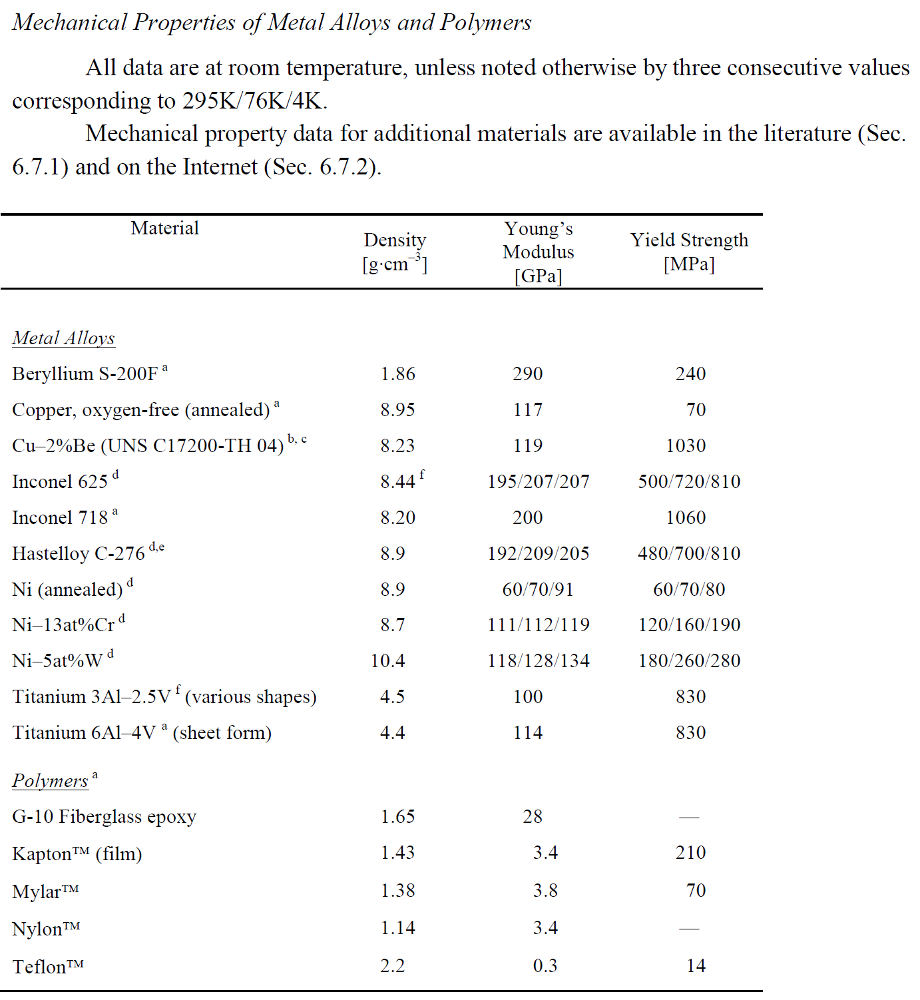 Mechanical Properties of Metal Alloys and Polymers
All data are at room temperature, unless noted otherwise by three consecutive values
corresponding to 295K/76K/4K.
Mechanical property data for additional materials are available in the literature (Sec.
6.7.1) and on the Internet (Sec. 6.7.2).
Material Density [g·cm⁻³] Young’s Modulus [GPa] Yield Strength [MPa]
Metal Alloys
Beryllium S-200F ᵃ 1.86 290 240
Copper, oxygen-free (annealed) ᵃ 8.95 117 70
Cu–2%Be (UNS C17200-TH 04) ᵇ, ᶜ 8.23 119 1030
Inconel 625 ᵈ 8.44 ᶠ 195/207/207 500/720/810
Inconel 718 ᵃ 8.20 200 1060
Hastelloy C-276 ᵈ,ᵉ 8.9 192/209/205 480/700/810
Ni (annealed) ᵈ 8.9 60/70/91 60/70/80
Ni–13at%Cr ᵈ 8.7 111/112/119 120/160/190
Ni–5at%W ᵈ 10.4 118/128/134 180/260/280
Titanium 3Al–2.5V ᶠ (various shapes) 4.5 100 830
Titanium 6Al–4V ᵃ (sheet form) 4.4 114 830
Polymers ᵃ
G-10 Fiberglass epoxy 1.65 28 —
Kapton™ (film) 1.43 3.4 210
Mylar™ 1.38 3.8 70
Nylon™ 1.14 3.4 —
Teflon™ 2.2 0.3 14